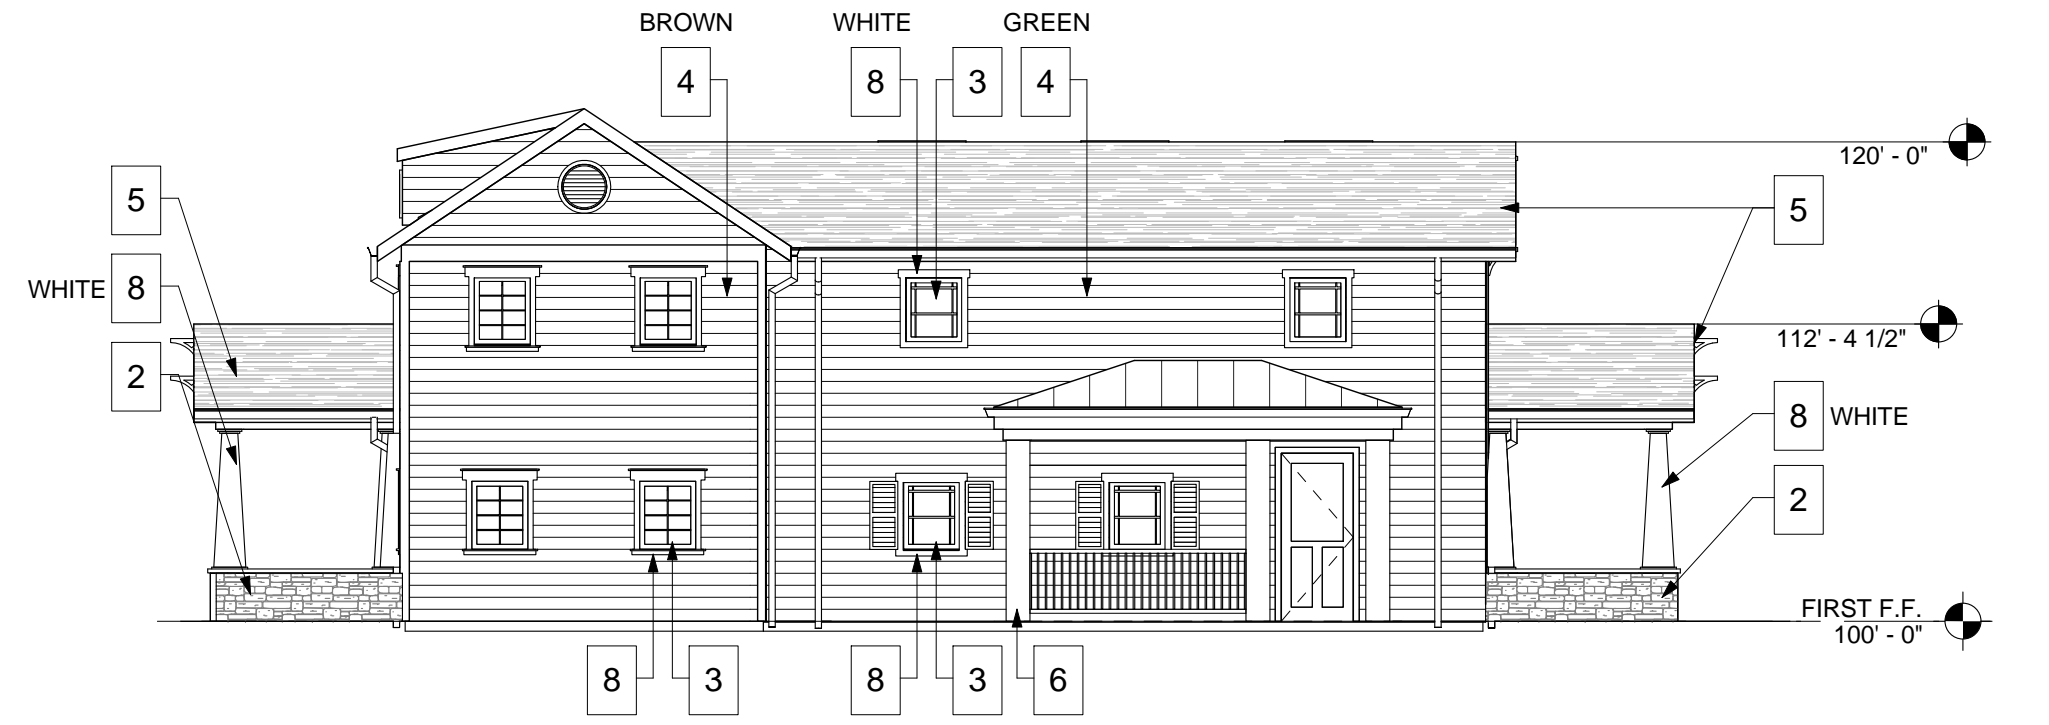 BROWN WHITE GREEN
4 8 3 4
120' - 0"
5 5
WHITE 8
112' - 4 1/2"
2
8 WHITE
2
FIRST F.F.
100' - 0"
8 3 8 3 6